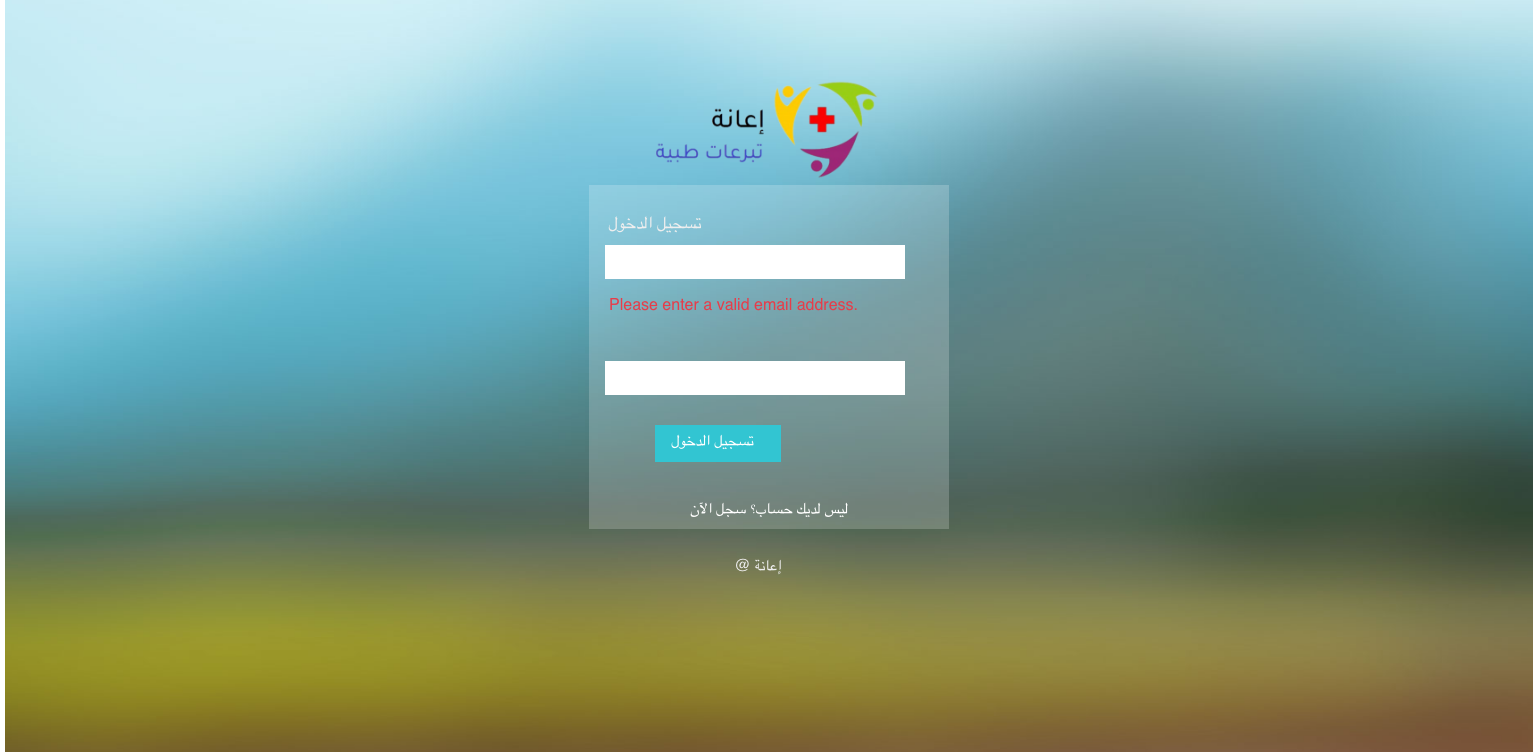 إعانة
تبرعات طبية
تسجيل الدخول
Please enter a valid email address.
تسجيل الدخول
ليس لديك حساب؟ سجل الآن
إعانة @